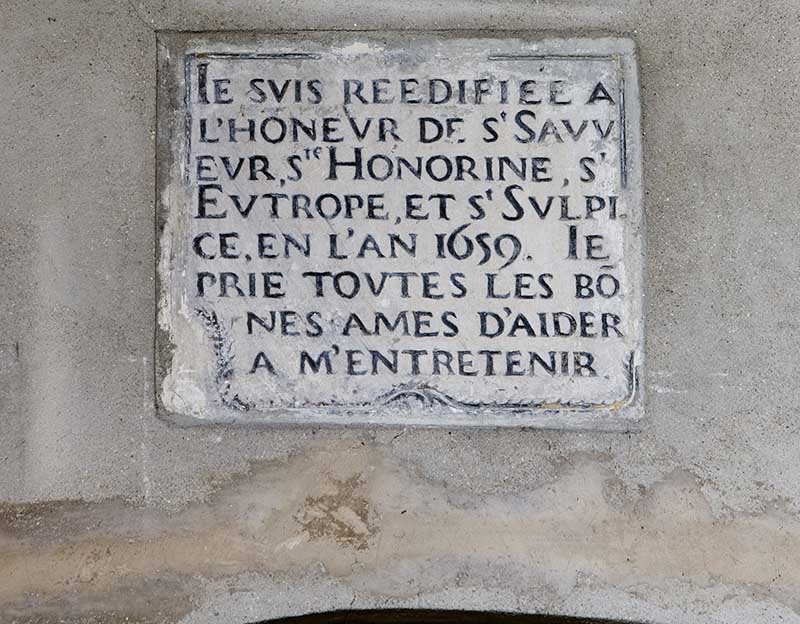 IE SVIS REEDIFIEE A
L'HONEVR DE St SAVV
EVR, Ste HONORINE, St
EVTROPE, ET St SVLPI
CE, EN L'AN 1659. IE
PRIE TOVTES LES BŌ
NES AMES D'AIDER
A M'ENTRETENIR